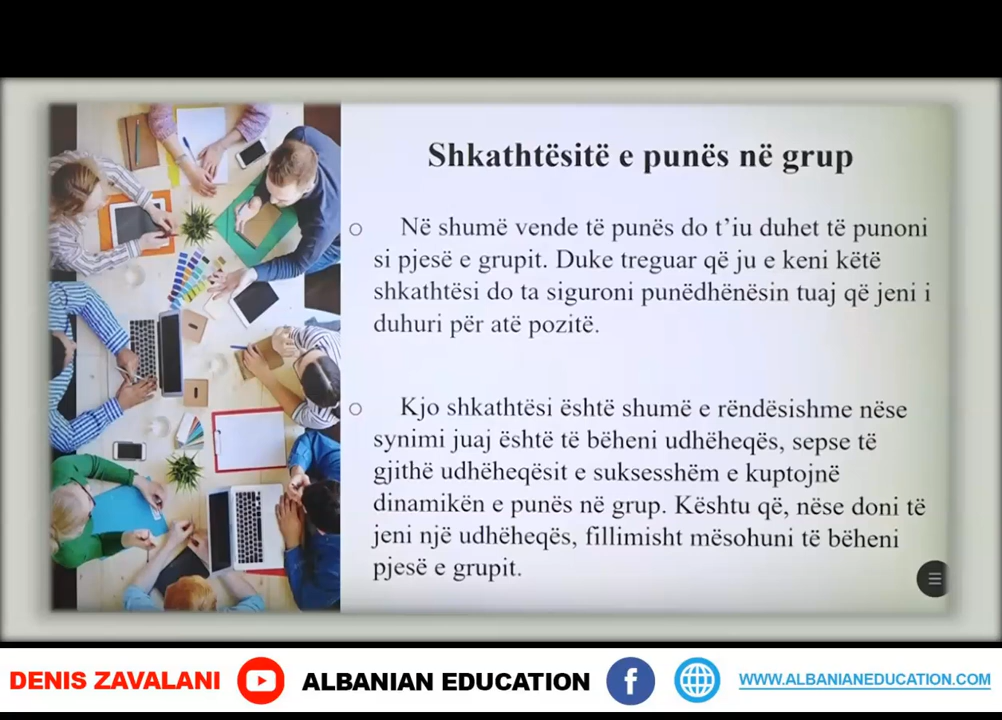 Shkathtësitë e punës në grup
Në shumë vende të punës do t'iu duhet të punoni
si pjesë e grupit. Duke treguar që ju e keni këtë
shkathtësi do ta siguroni punëdhënësin tuaj që jeni i
duhuri për atë pozitë.
Kjo shkathtësi është shumë e rëndësishme nëse
synimi juaj është të bëheni udhëheqës, sepse të
gjithë udhëheqësit e suksesshëm e kuptojnë
dinamikën e punës në grup. Kështu që, nëse doni të
jeni një udhëheqës, fillimisht mësohuni të bëheni
pjesë e grupit.
DENIS ZAVALANI ALBANIAN EDUCATION f WWW.ALBANIANEDUCATION.COM